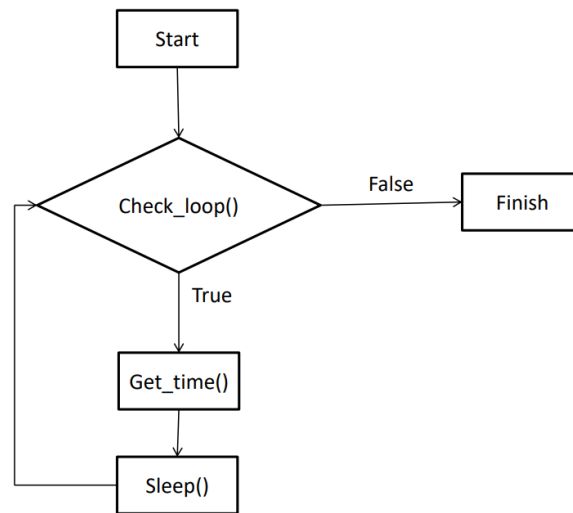 Start
Check_loop()
False
Finish
True
Get_time()
Sleep()